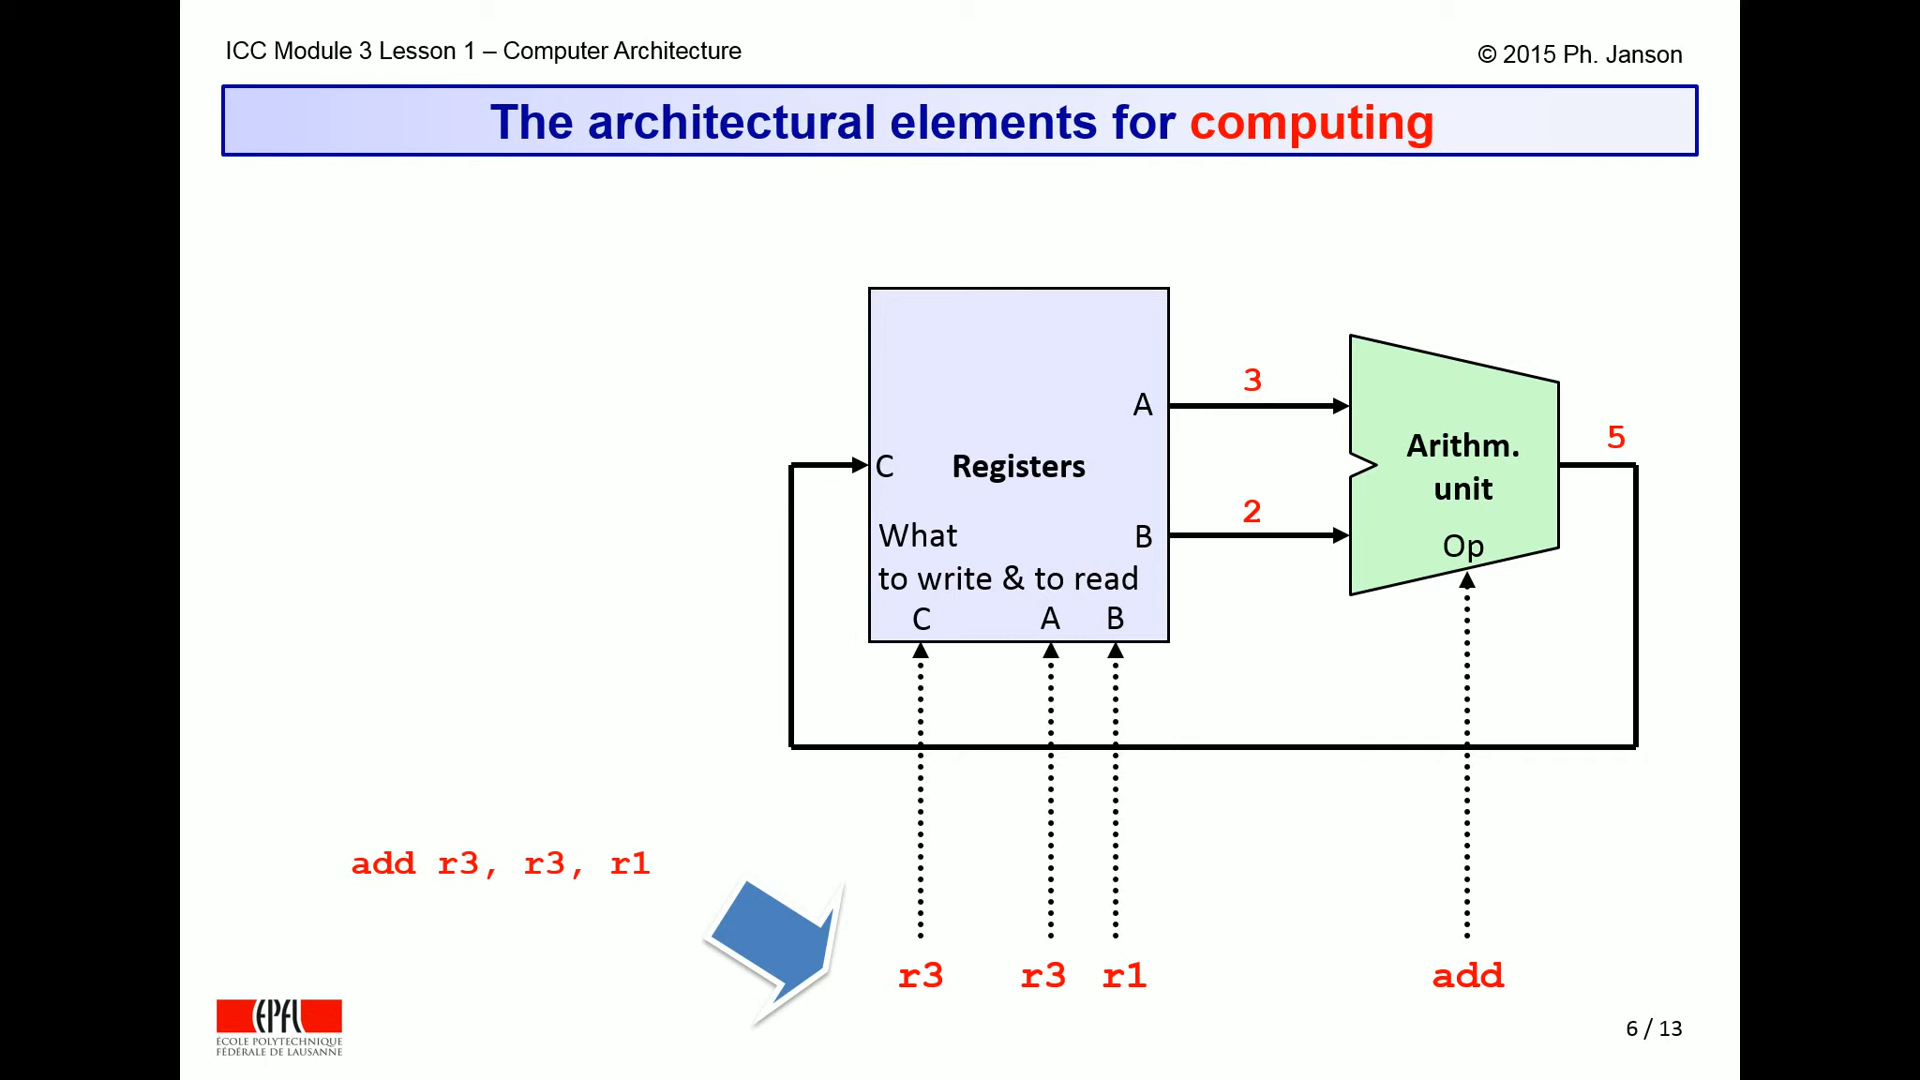 ICC Module 3 Lesson 1 – Computer Architecture
© 2015 Ph. Janson
The architectural elements for computing
A
3
Arithm.
unit
5
C
Registers
What
B
2
Op
to write & to read
C A B
add r3, r3, r1
r3 r3 r1 add
EPFL
ÉCOLE POLYTECHNIQUE
FÉDÉRALE DE LAUSANNE
6 / 13